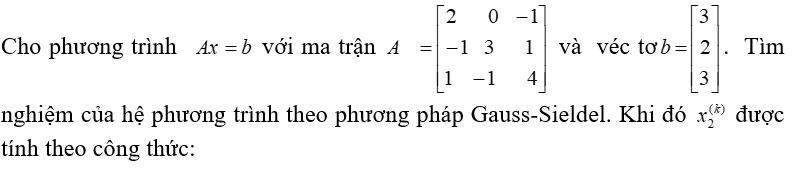 Cho phương trình Ax = b với ma trận A = [2 0 −1; −1 3 1; 1 −1 4] và véc tơ b = [3; 2; 3]. Tìm
nghiệm của hệ phương trình theo phương pháp Gauss-Sieldel. Khi đó x₂⁽ᵏ⁾ được
tính theo công thức: